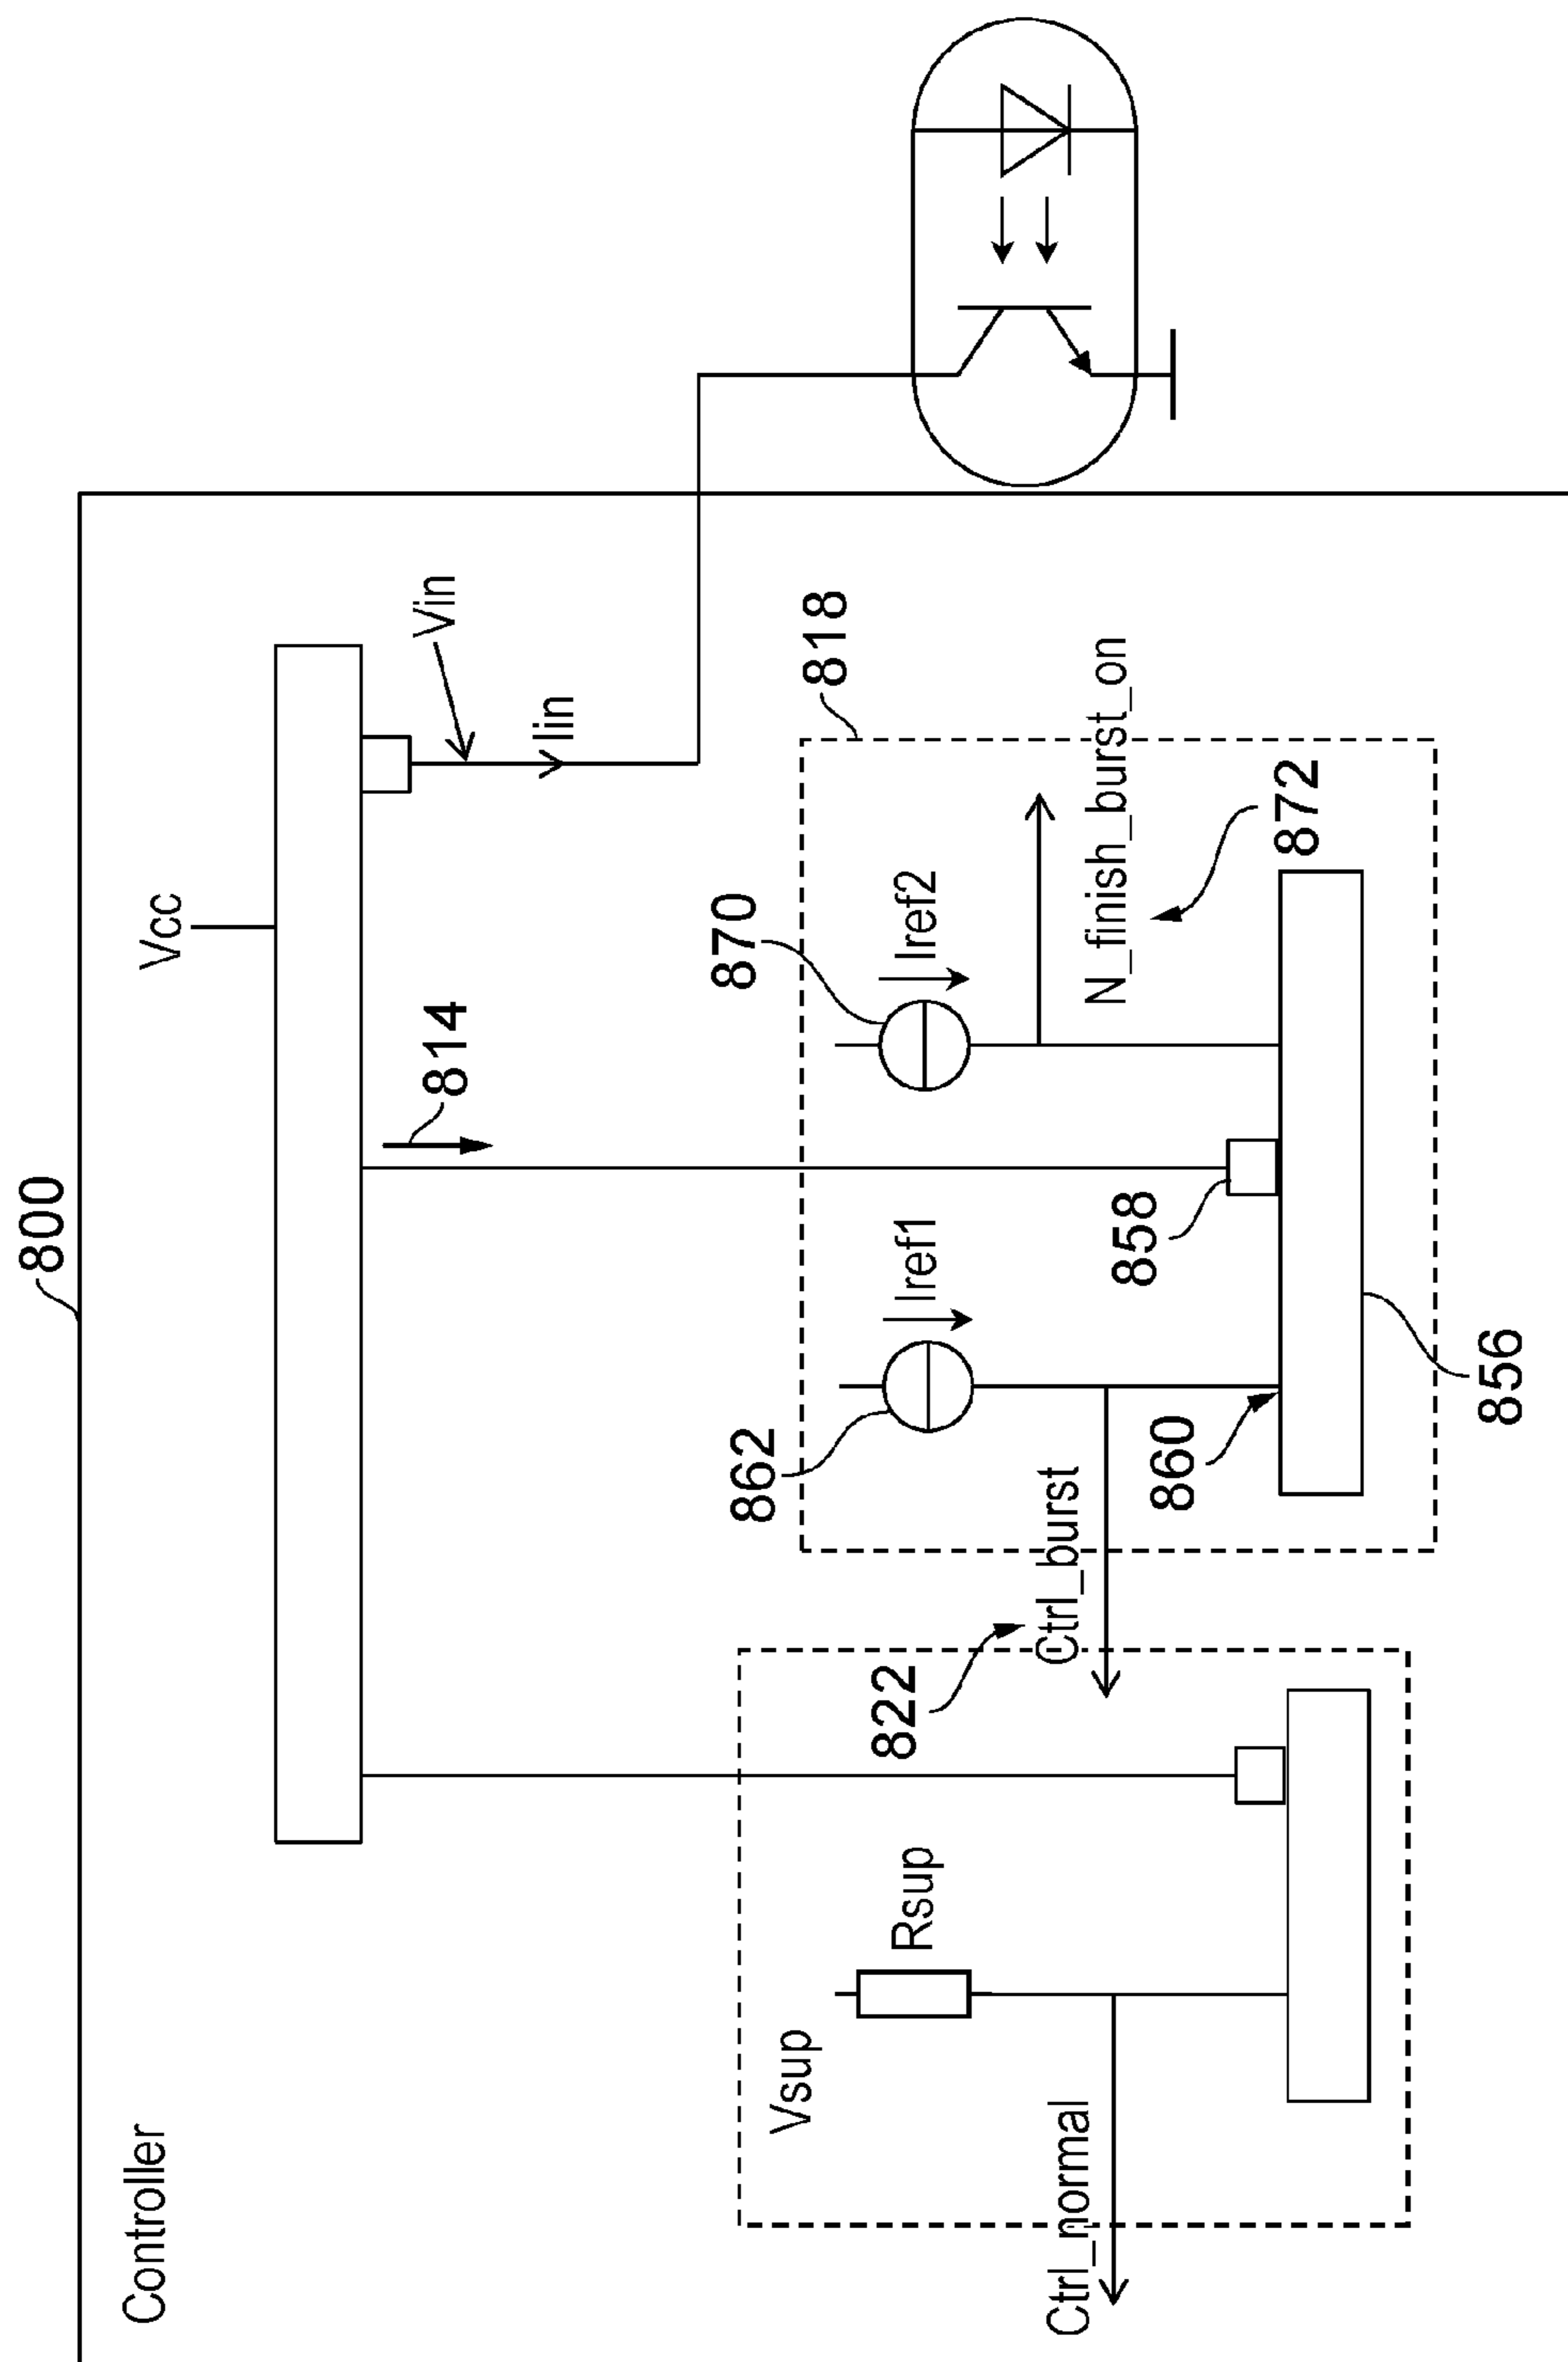 800
Controller
Vcc
814
Vin
Iin
818
862
Iref1
870
Iref2
Vsup
Rsup
822
Ctrl_burst
858
860
N_finish_burst_on
872
Ctrl_normal
856